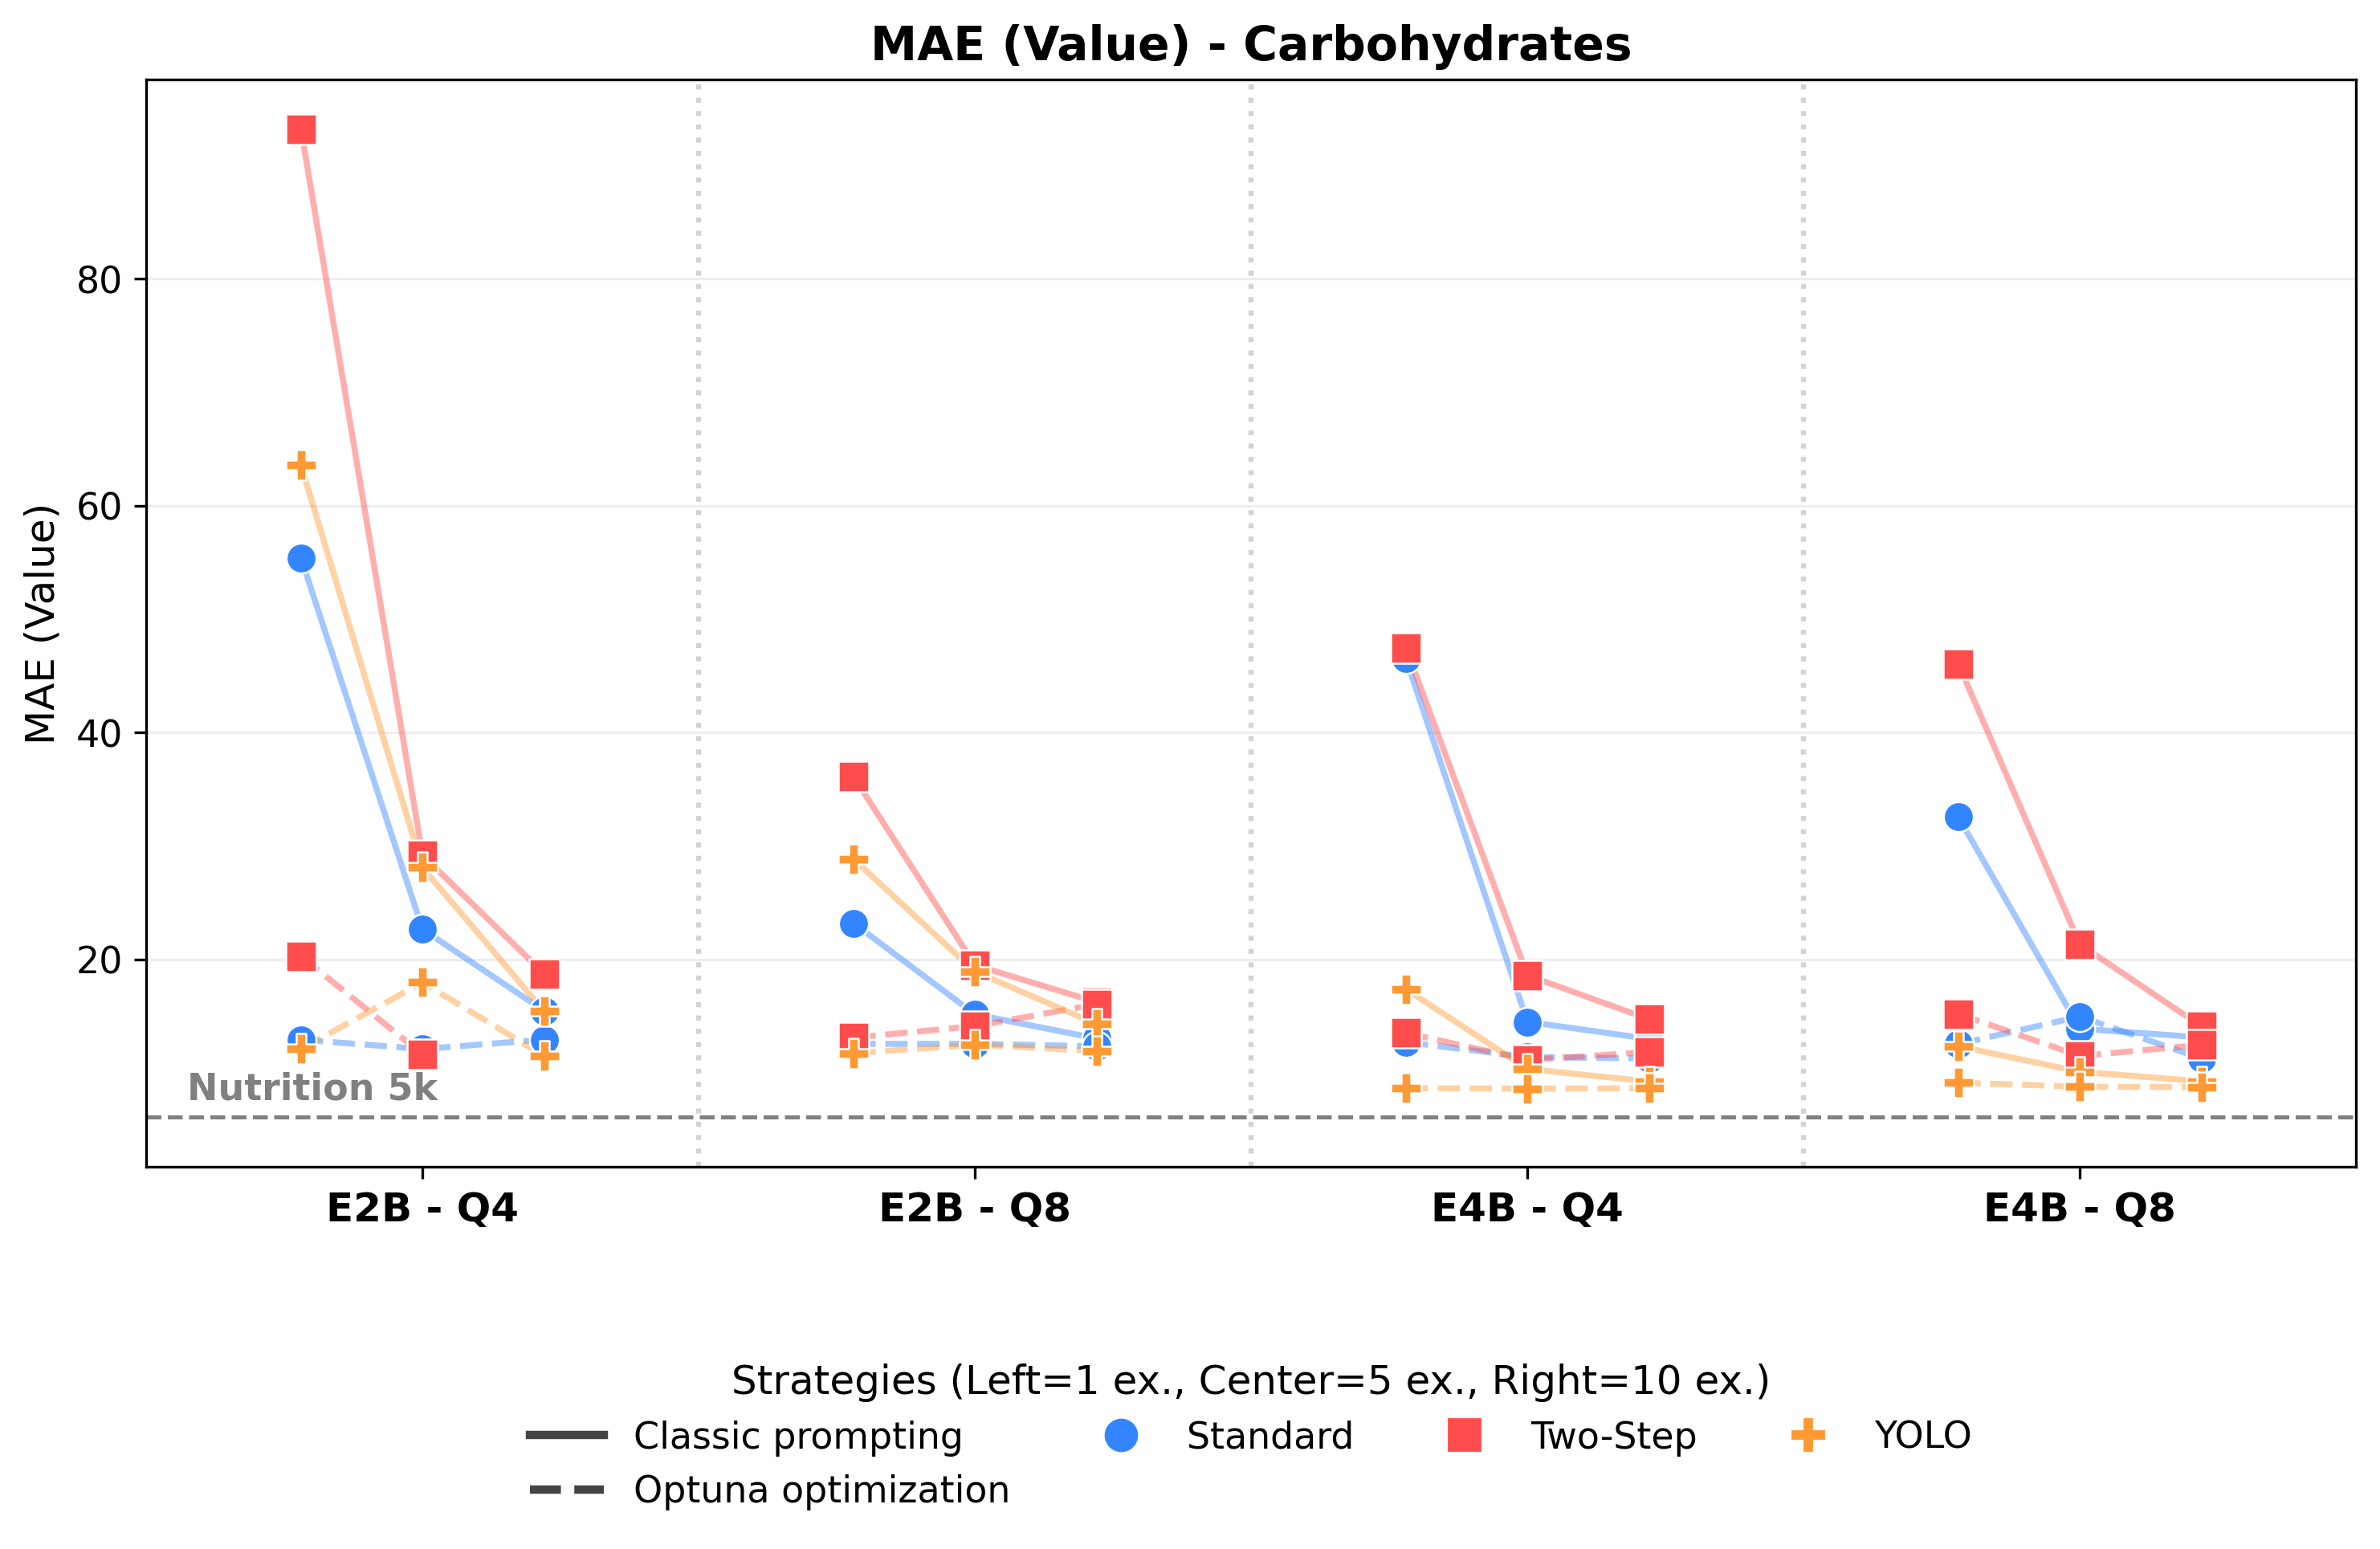 MAE (Value) - Carbohydrates
MAE (Value)
80
60
40
20
Nutrition 5k
E2B - Q4
E2B - Q8
E4B - Q4
E4B - Q8
Strategies (Left=1 ex., Center=5 ex., Right=10 ex.)
Classic prompting
Optuna optimization
Standard
Two-Step
YOLO